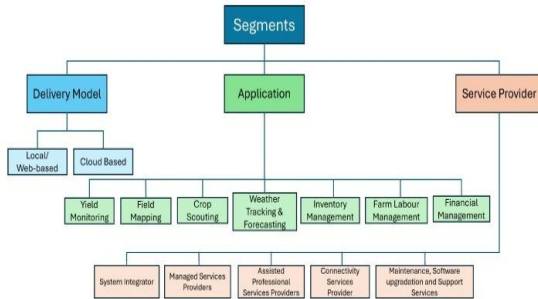 Segments
Delivery Model
Application
Service Provider
Local/
Web-based
Cloud Based
Yield
Monitoring
Field
Mapping
Crop
Scouting
Weather
Tracking &
Forecasting
Inventory
Management
Farm Labour
Management
Financial
Management
System Integrator
Managed Services
Providers
Assisted
Professional
Services Providers
Connectivity
Services
Provider
Maintenance, Software
upgradation and Support
Services